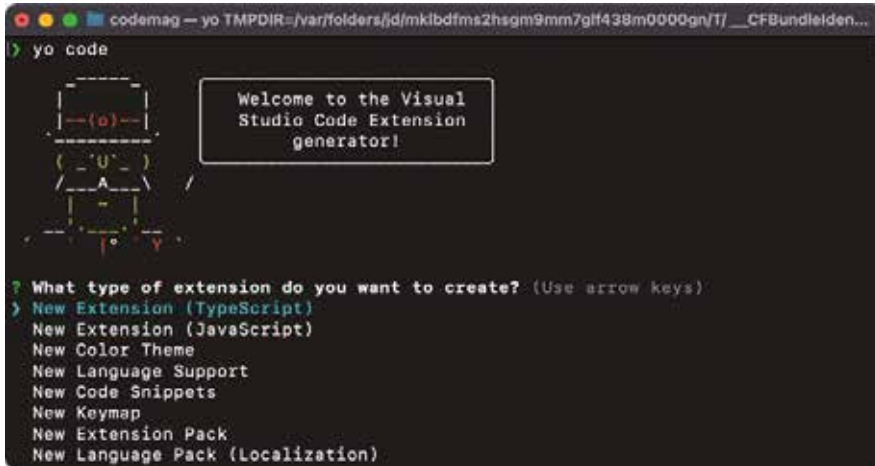 codemag — yo TMPDIR=/var/folders/jd/mklbdfms2hsgm9mm7glf438m0000gn/T/ __CFBundleIden...
❯ yo code
Welcome to the Visual
Studio Code Extension
generator!
? What type of extension do you want to create? (Use arrow keys)
❯ New Extension (TypeScript)
New Extension (JavaScript)
New Color Theme
New Language Support
New Code Snippets
New Keymap
New Extension Pack
New Language Pack (Localization)